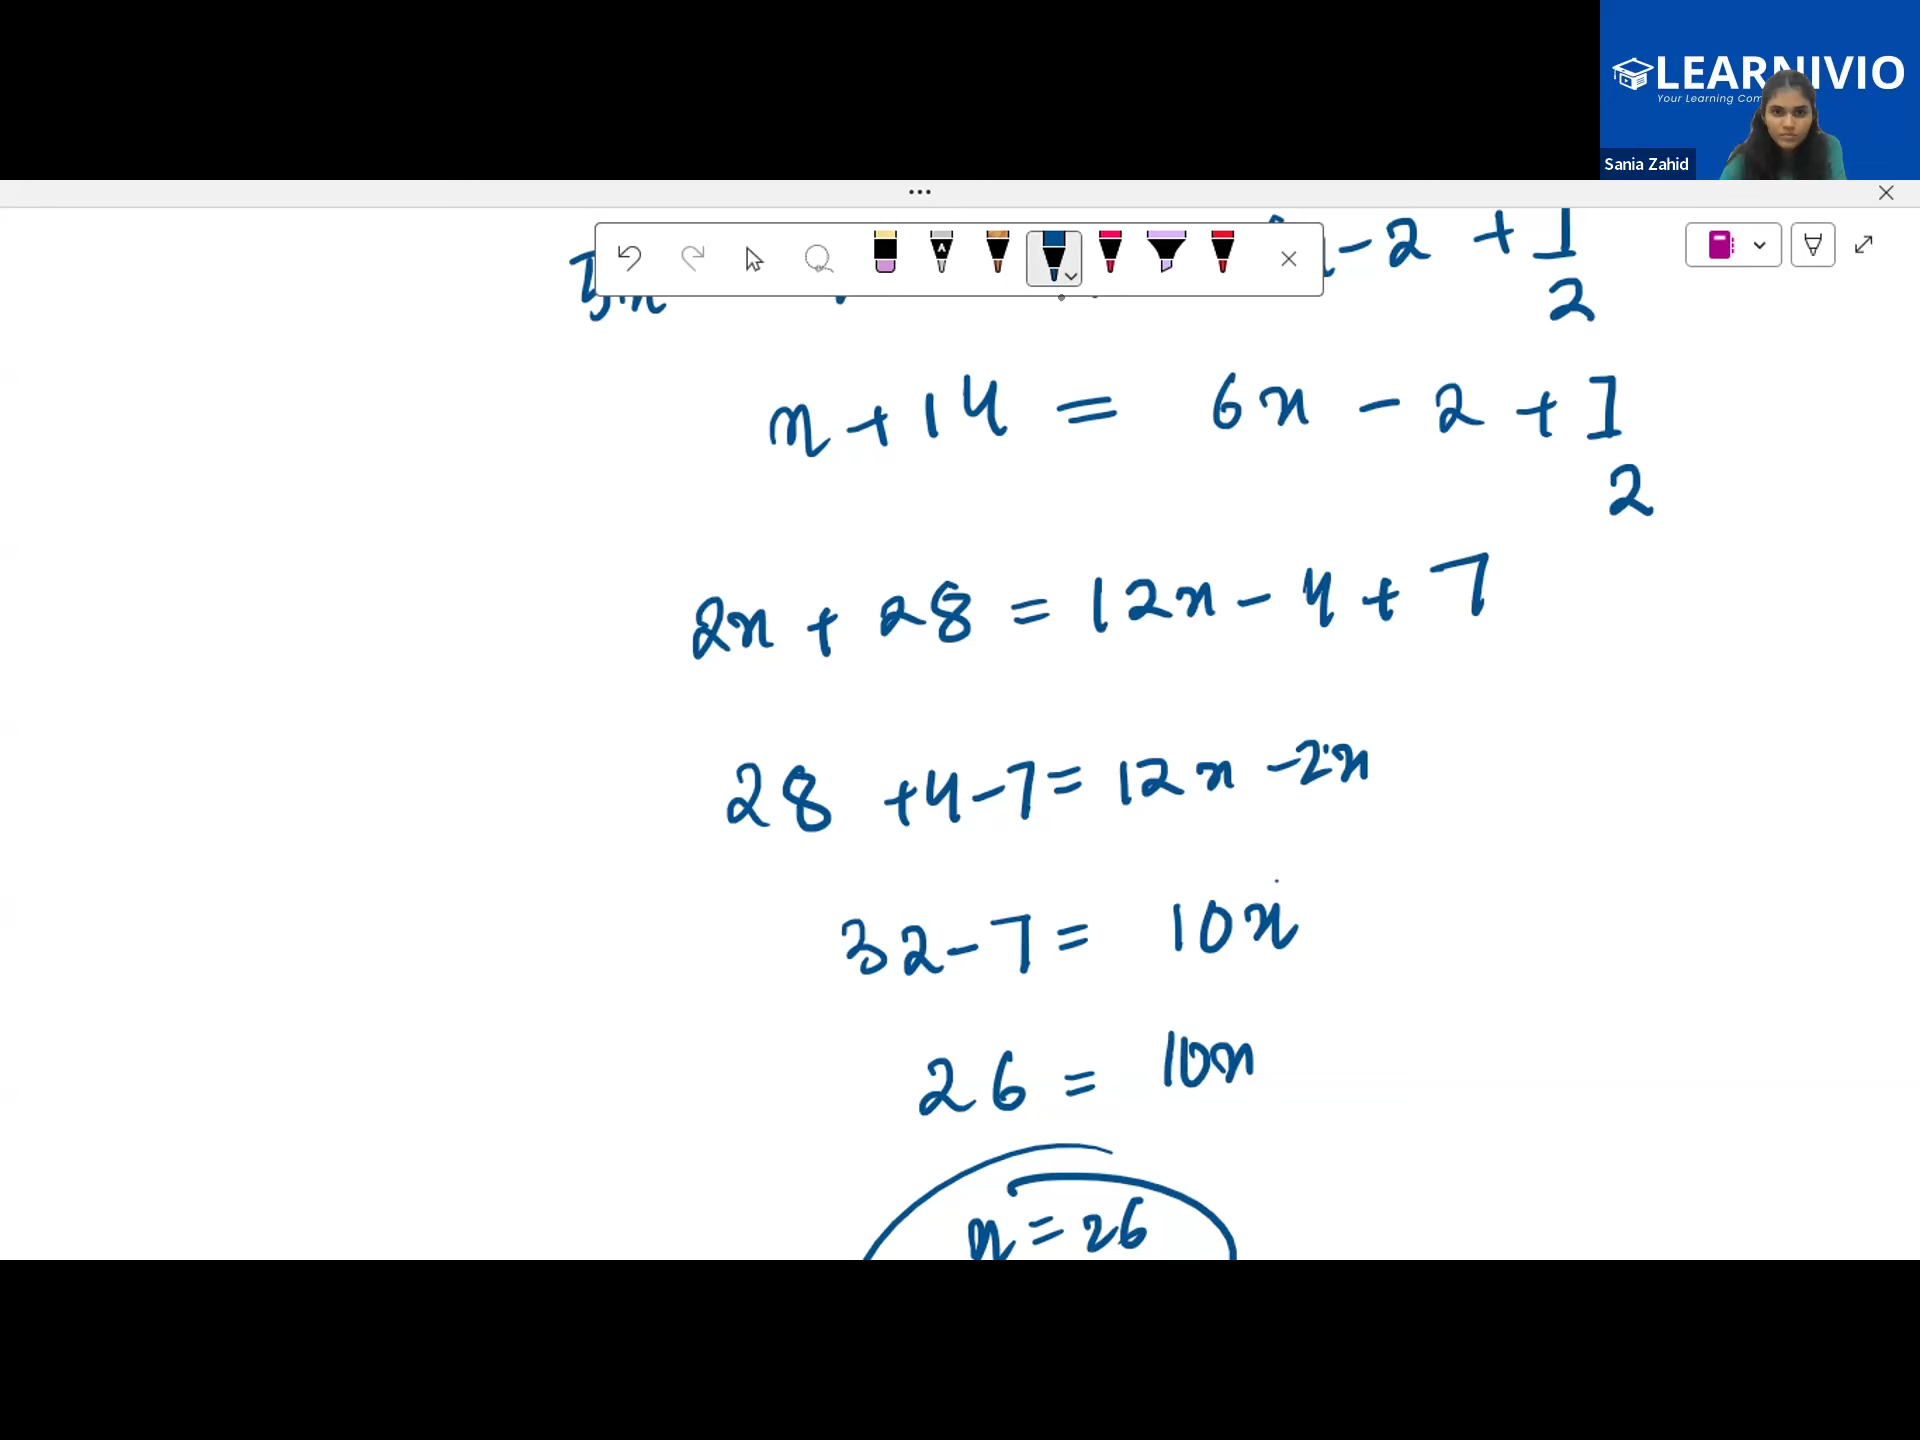 LEARNIVIO
Your Learning Com
Sania Zahid
A
- 2 + 1
2
x + 14 = 6x - 2 + 1
2
2x + 28 = 12x - 4 + 7
28 + 4 - 7 = 12x - 2x
32 - 7 = 10x
26 = 10x
x = 26